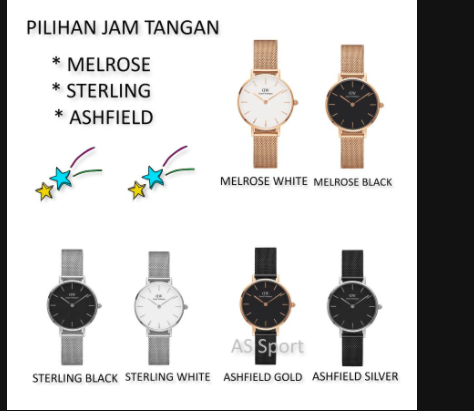 PILIHAN JAM TANGAN
* MELROSE
* STERLING
* ASHFIELD
MELROSE WHITE
MELROSE BLACK
STERLING BLACK
STERLING WHITE
ASHFIELD GOLD
ASHFIELD SILVER
AS Sport